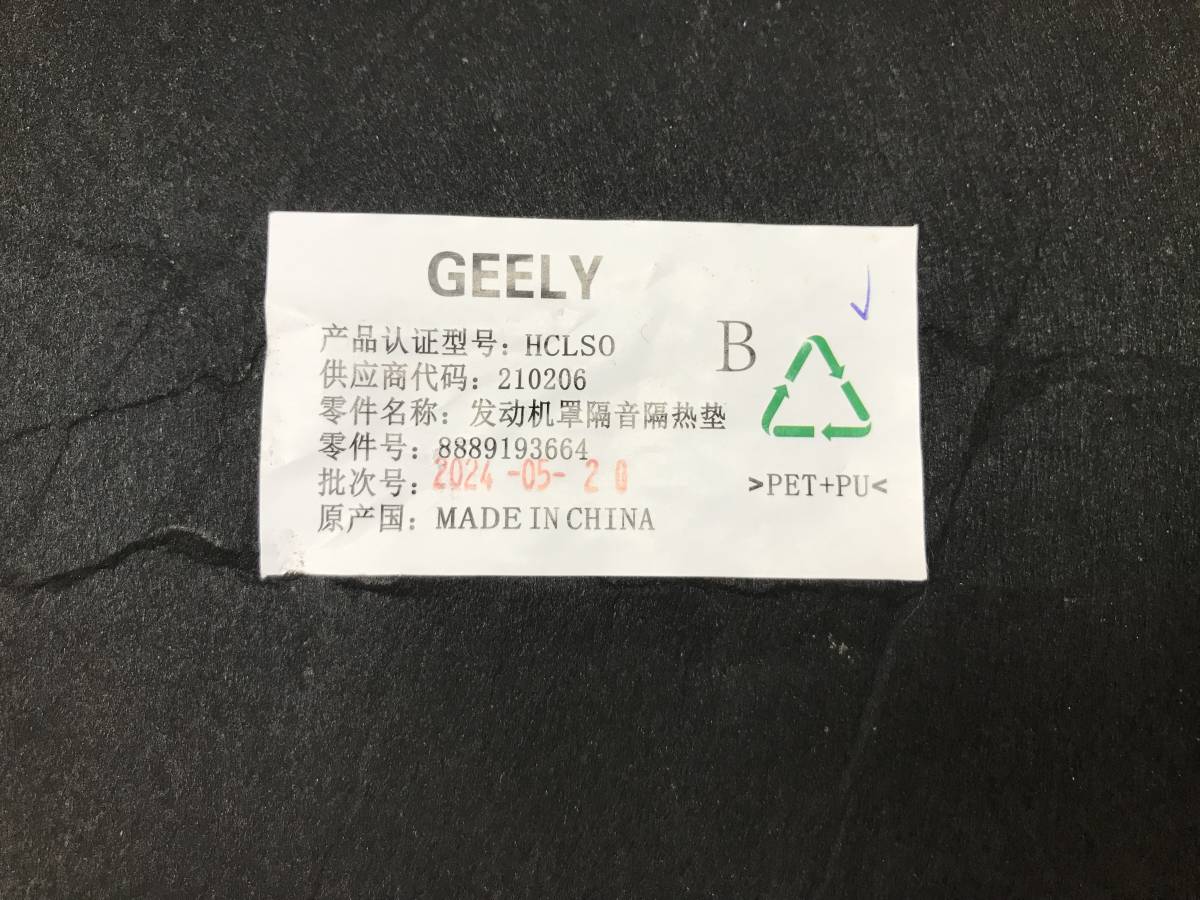 GEELY
产品认证型号：HCLSO
供应商代码：210206
零件名称：发动机罩隔音隔热垫
零件号：8889193664
批次号：2024-05-20
原产国：MADE IN CHINA
B
>PET+PU<